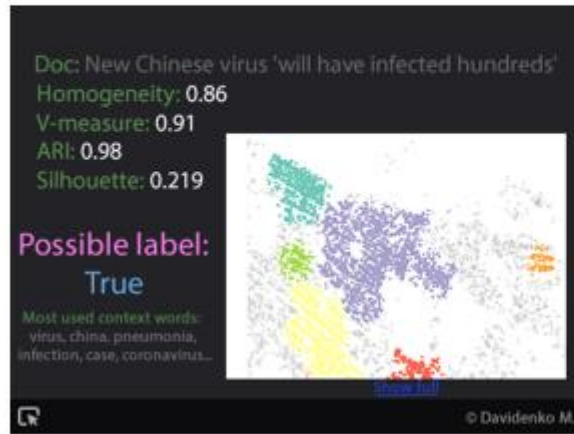 Doc: New Chinese virus 'will have infected hundreds'
Homogeneity: 0.86
V-measure: 0.91
ARI: 0.98
Silhouette: 0.219
Possible label:
True
Most used context words:
virus, china, pneumonia,
infection, case, coronavirus...
Show full
© Davidenko M.